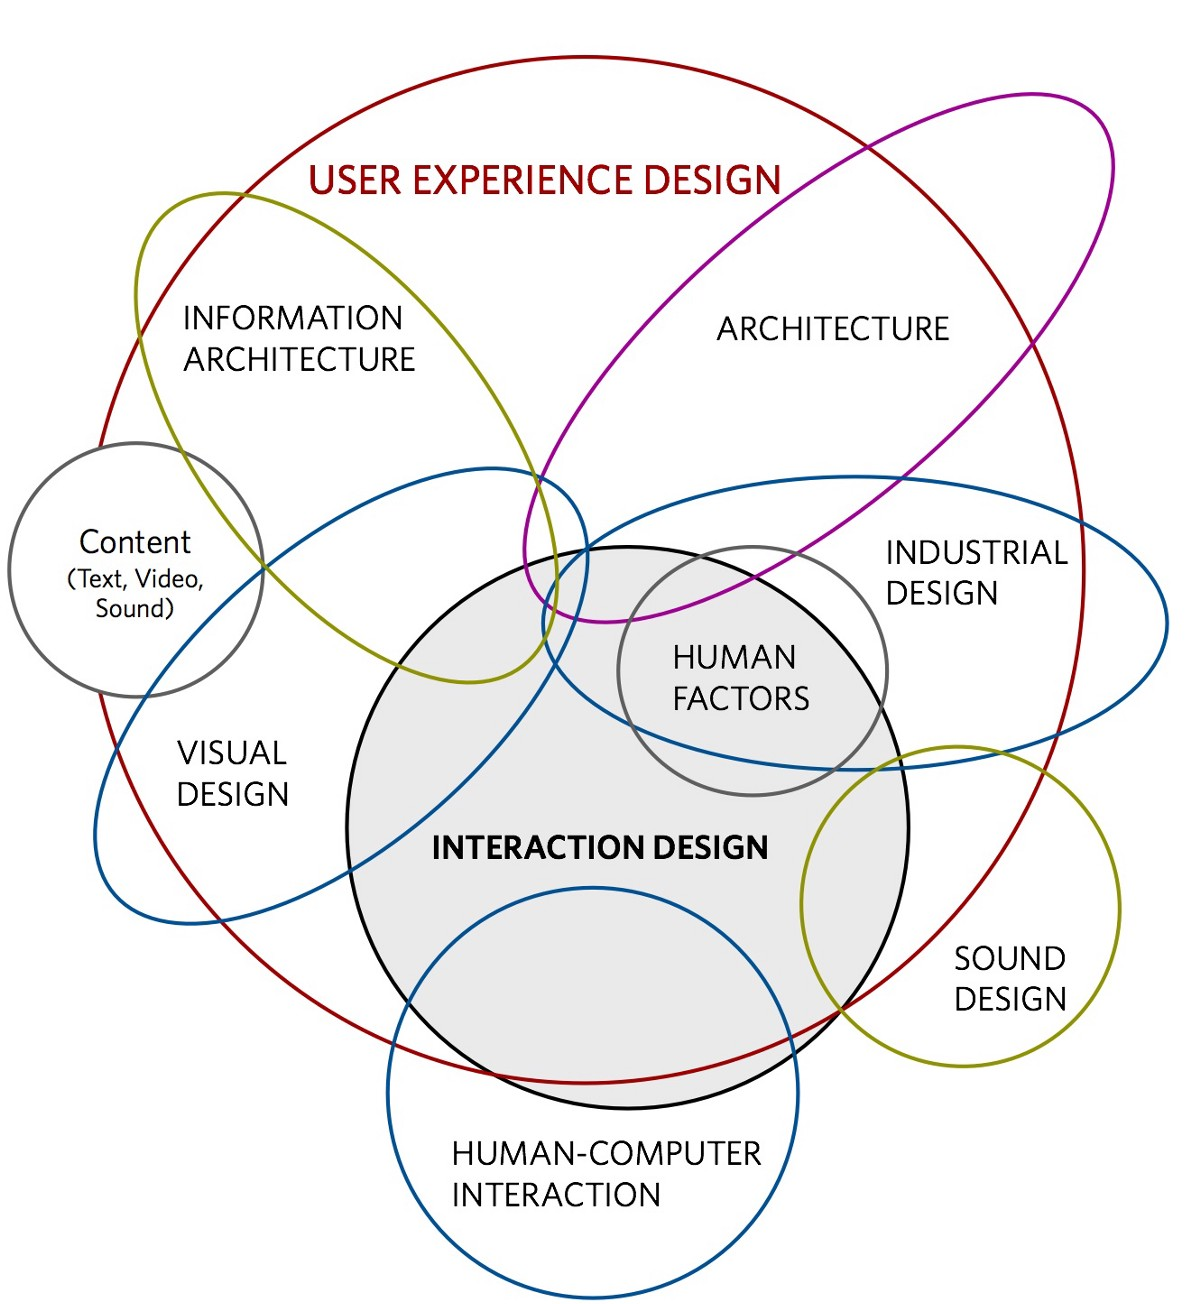 USER EXPERIENCE DESIGN
INFORMATION
ARCHITECTURE
ARCHITECTURE
Content
(Text, Video,
Sound)
INDUSTRIAL
DESIGN
HUMAN
FACTORS
VISUAL
DESIGN
INTERACTION DESIGN
SOUND
DESIGN
HUMAN-COMPUTER
INTERACTION